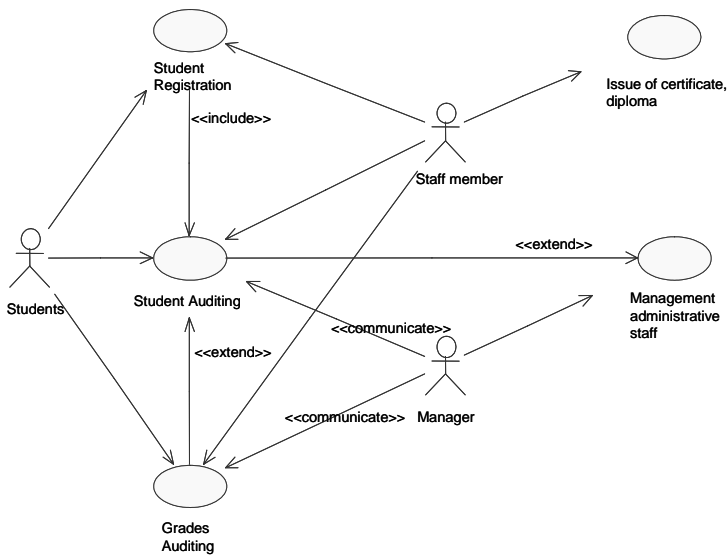 Student
Registration
Issue of certificate,
diploma
<<include>>
Staff member
<<extend>>
Students
Student Auditing
Management
administrative
staff
<<communicate>>
<<extend>>
<<communicate>>
Manager
Grades
Auditing